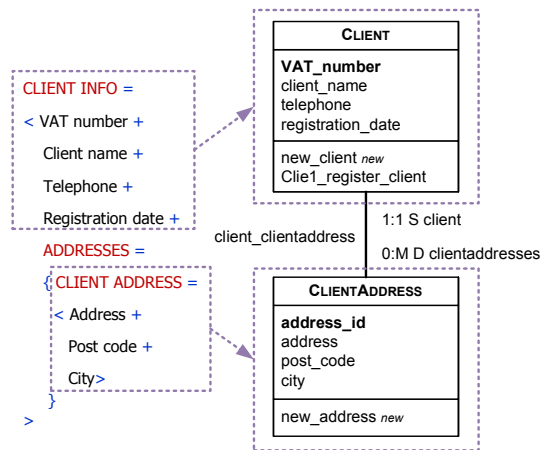 CLIENT INFO =
< VAT number +
Client name +
Telephone +
Registration date +
ADDRESSES =
{ CLIENT ADDRESS =
< Address +
Post code +
City>
}
>
CLIENT
VAT_number
client_name
telephone
registration_date
new_client new
Clie1_register_client
client_clientaddress
1:1 S client
0:M D clientaddresses
CLIENTADDRESS
address_id
address
post_code
city
new_address new